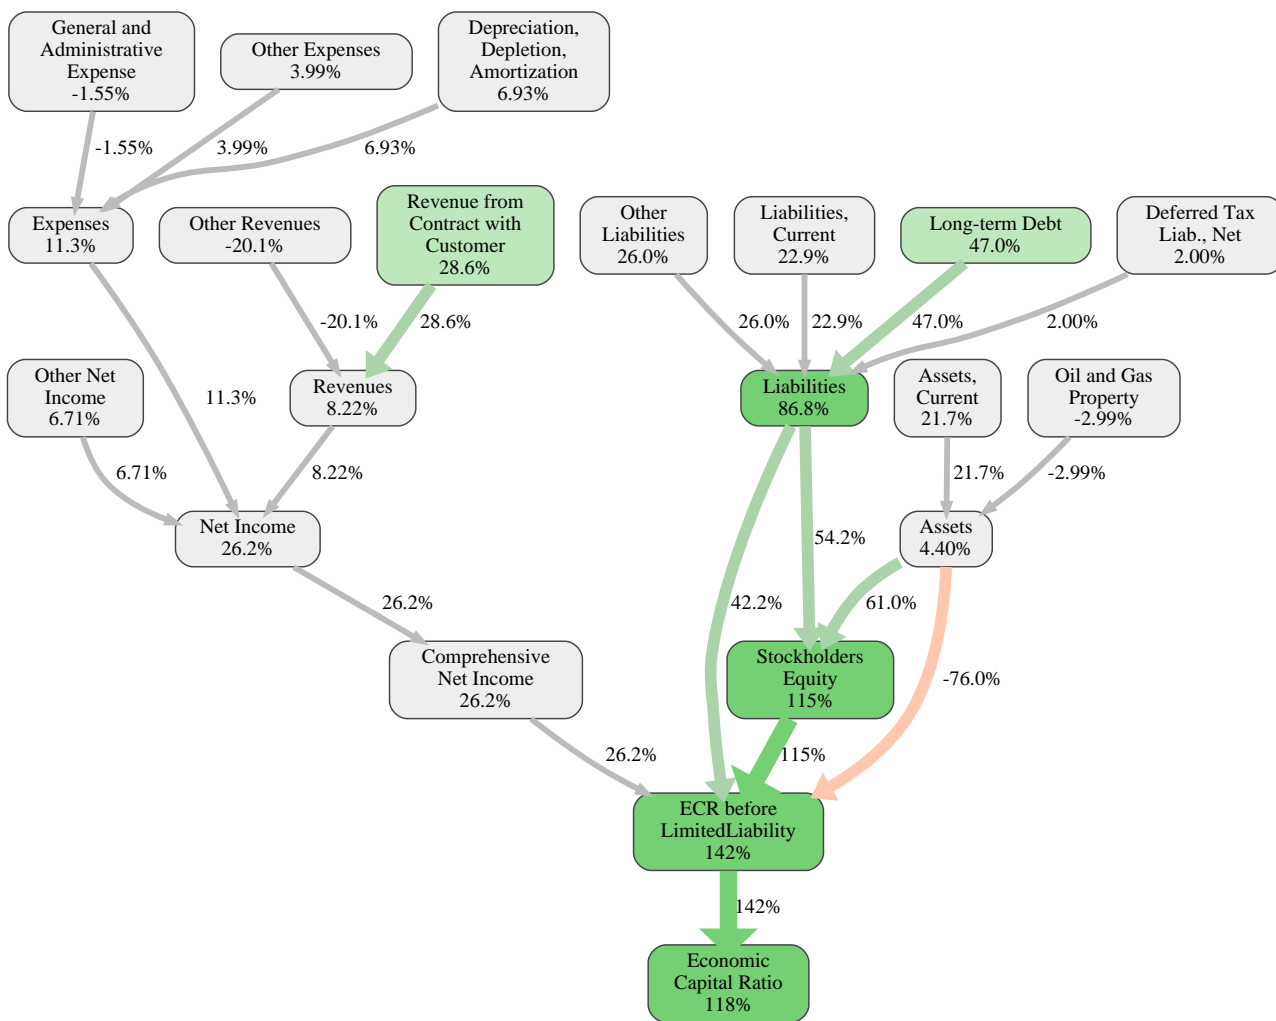 General and
Administrative
Expense
-1.55%
Other Expenses
3.99%
Depreciation,
Depletion,
Amortization
6.93%
-1.55%
3.99%
6.93%
Expenses
11.3%
Other Revenues
-20.1%
Revenue from
Contract with
Customer
28.6%
Other
Liabilities
26.0%
Liabilities,
Current
22.9%
Long-term Debt
47.0%
Deferred Tax
Liab., Net
2.00%
-20.1%
28.6%
26.0%
22.9%
47.0%
2.00%
Other Net
Income
6.71%
11.3%
Revenues
8.22%
Liabilities
86.8%
Assets,
Current
21.7%
Oil and Gas
Property
-2.99%
6.71%
8.22%
21.7%
-2.99%
Net Income
26.2%
54.2%
Assets
4.40%
26.2%
42.2%
61.0%
Comprehensive
Net Income
26.2%
Stockholders
Equity
115%
-76.0%
26.2%
115%
ECR before
LimitedLiability
142%
142%
Economic
Capital Ratio
118%